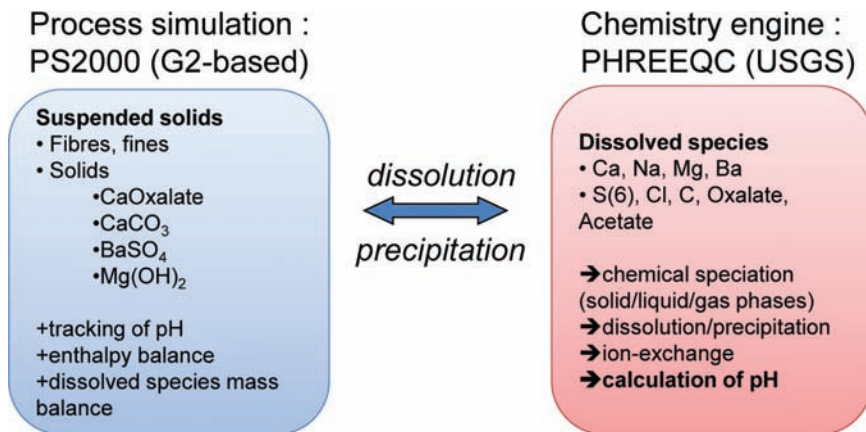 Process simulation :
PS2000 (G2-based)
Suspended solids
• Fibres, fines
• Solids
•CaOxalate
•CaCO₃
•BaSO₄
•Mg(OH)₂
+tracking of pH
+enthalpy balance
+dissolved species mass
balance
dissolution
precipitation
Chemistry engine :
PHREEQC (USGS)
Dissolved species
• Ca, Na, Mg, Ba
• S(6), Cl, C, Oxalate,
Acetate
➔chemical speciation
(solid/liquid/gas phases)
➔dissolution/precipitation
➔ion-exchange
➔calculation of pH